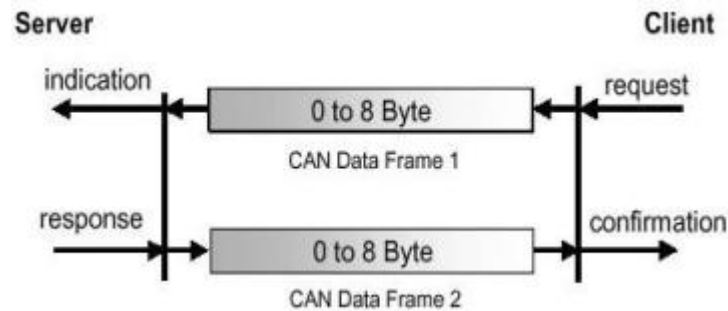 Server Client
indication request
0 to 8 Byte
CAN Data Frame 1
response confirmation
0 to 8 Byte
CAN Data Frame 2